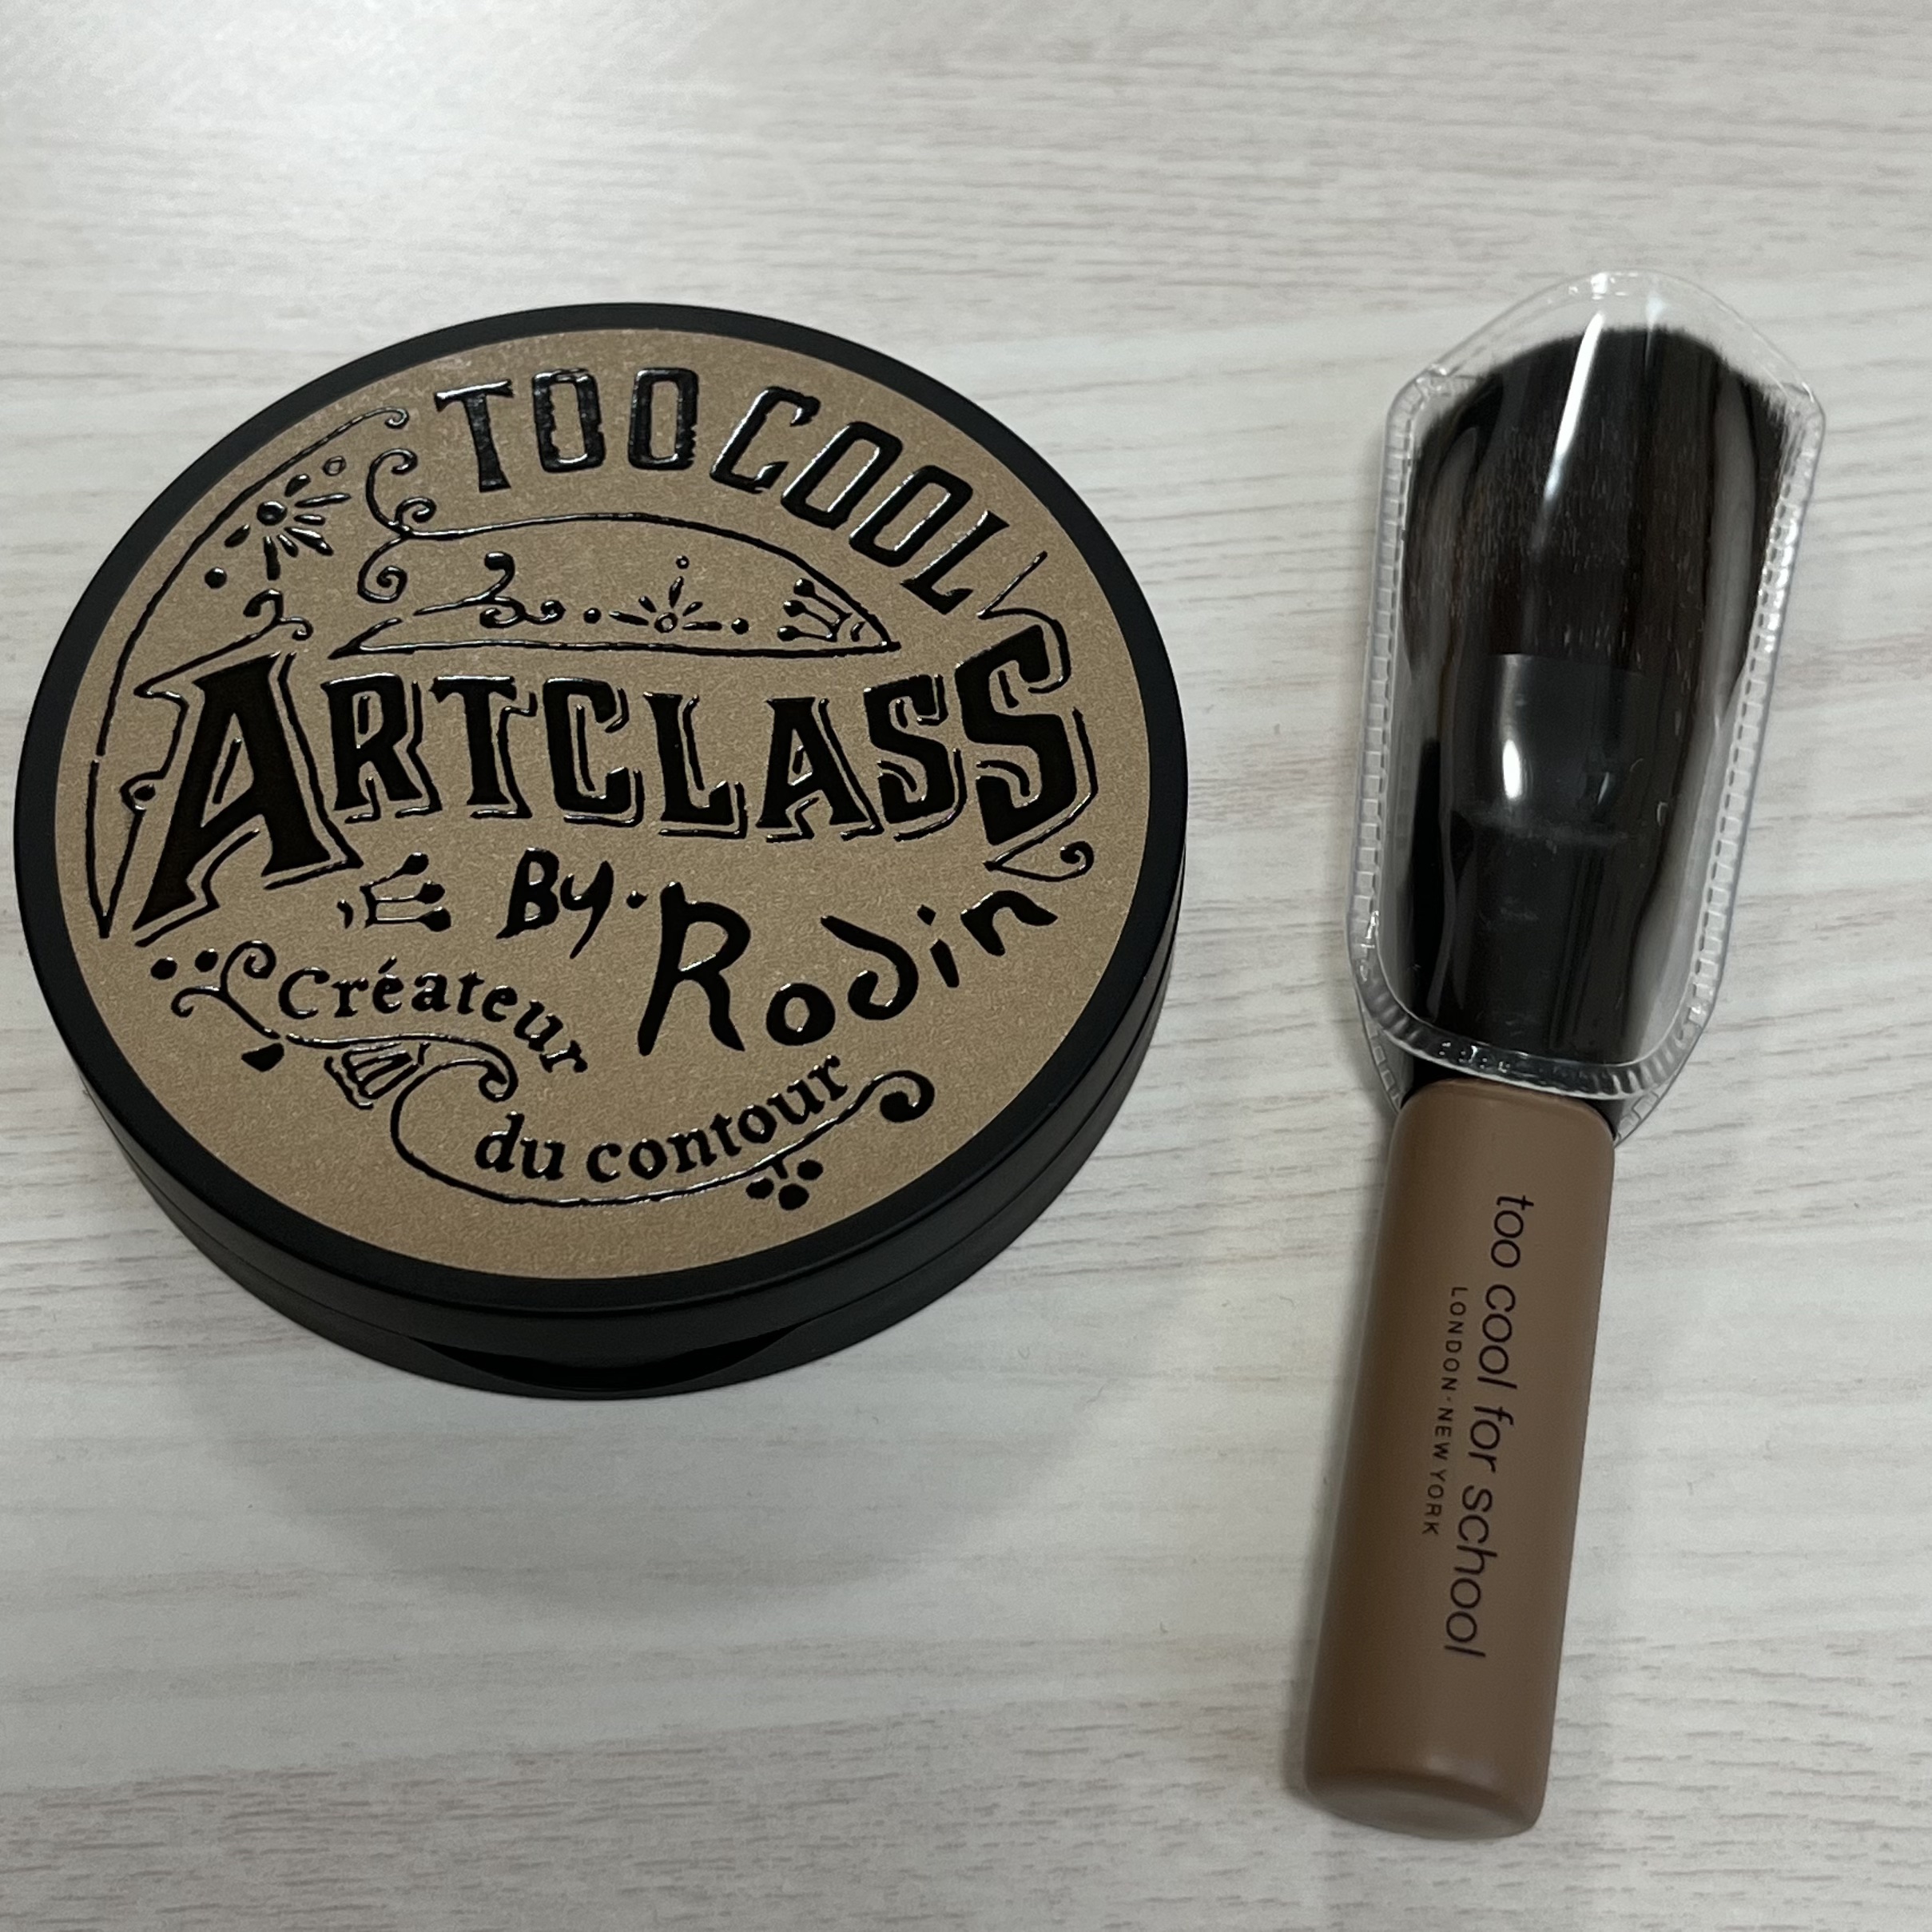 TOO COOL
ARTCLASS
By. Rodin
Créateur
du contour
too cool for school
LONDON·NEW YORK